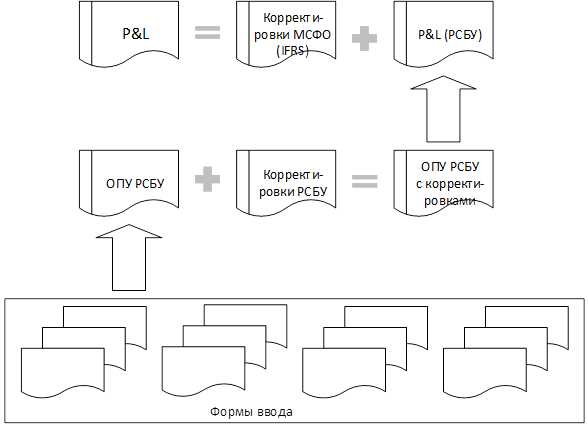 P&L
=
Корректи-
ровки МСФО
(IFRS)
+
P&L (РСБУ)
ОПУ РСБУ
+
Корректи-
ровки РСБУ
=
ОПУ РСБУ
с корректи-
ровками
Формы ввода